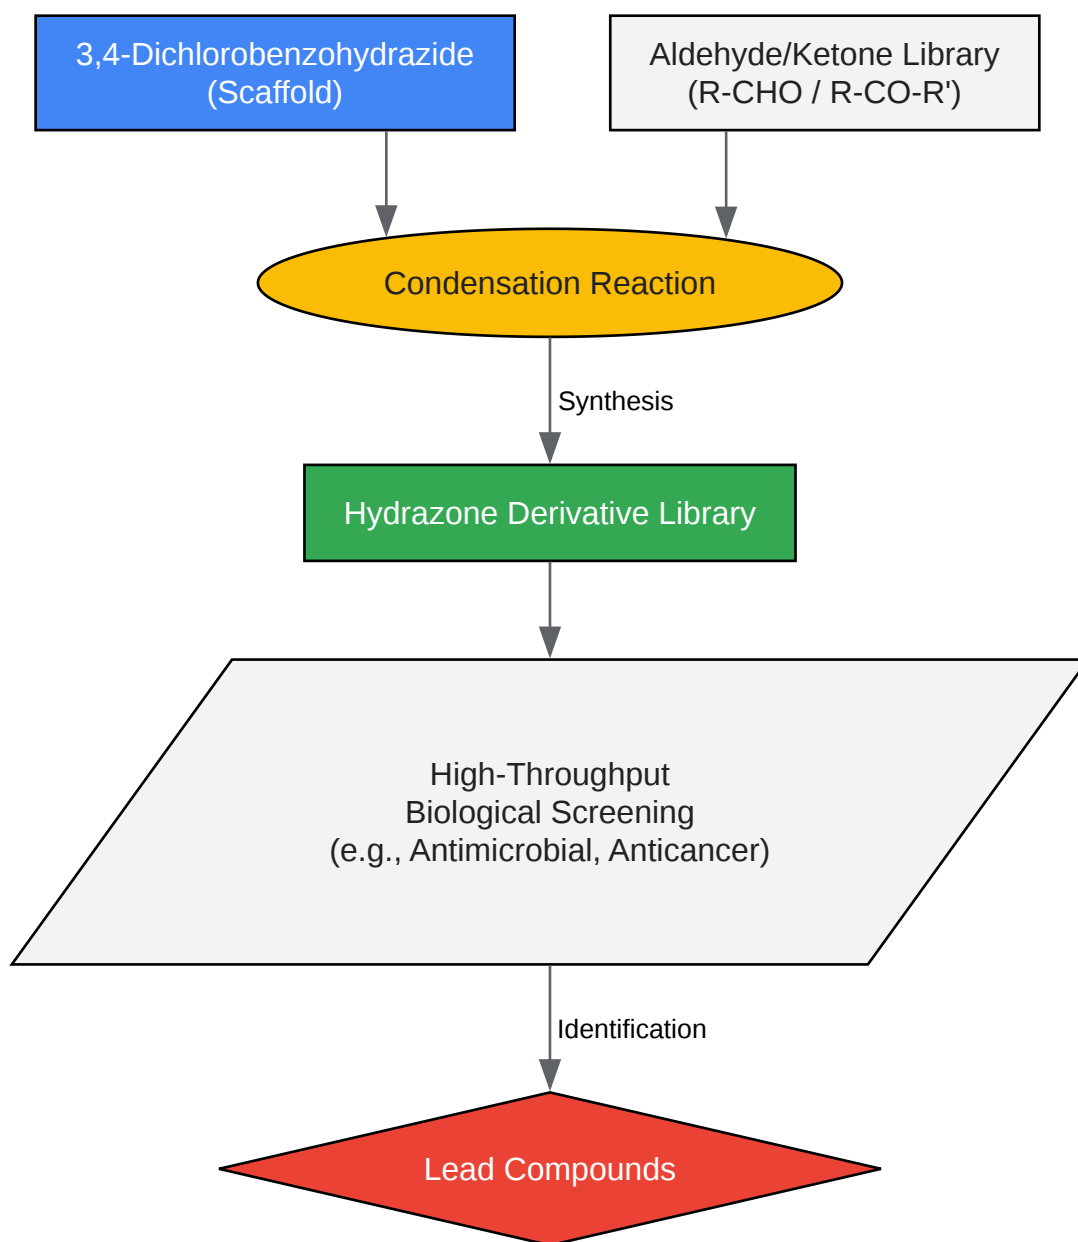 3,4-Dichlorobenzohydrazide
(Scaffold)
Aldehyde/Ketone Library
(R-CHO / R-CO-R')
Condensation Reaction
Synthesis
Hydrazone Derivative Library
High-Throughput
Biological Screening
(e.g., Antimicrobial, Anticancer)
Identification
Lead Compounds